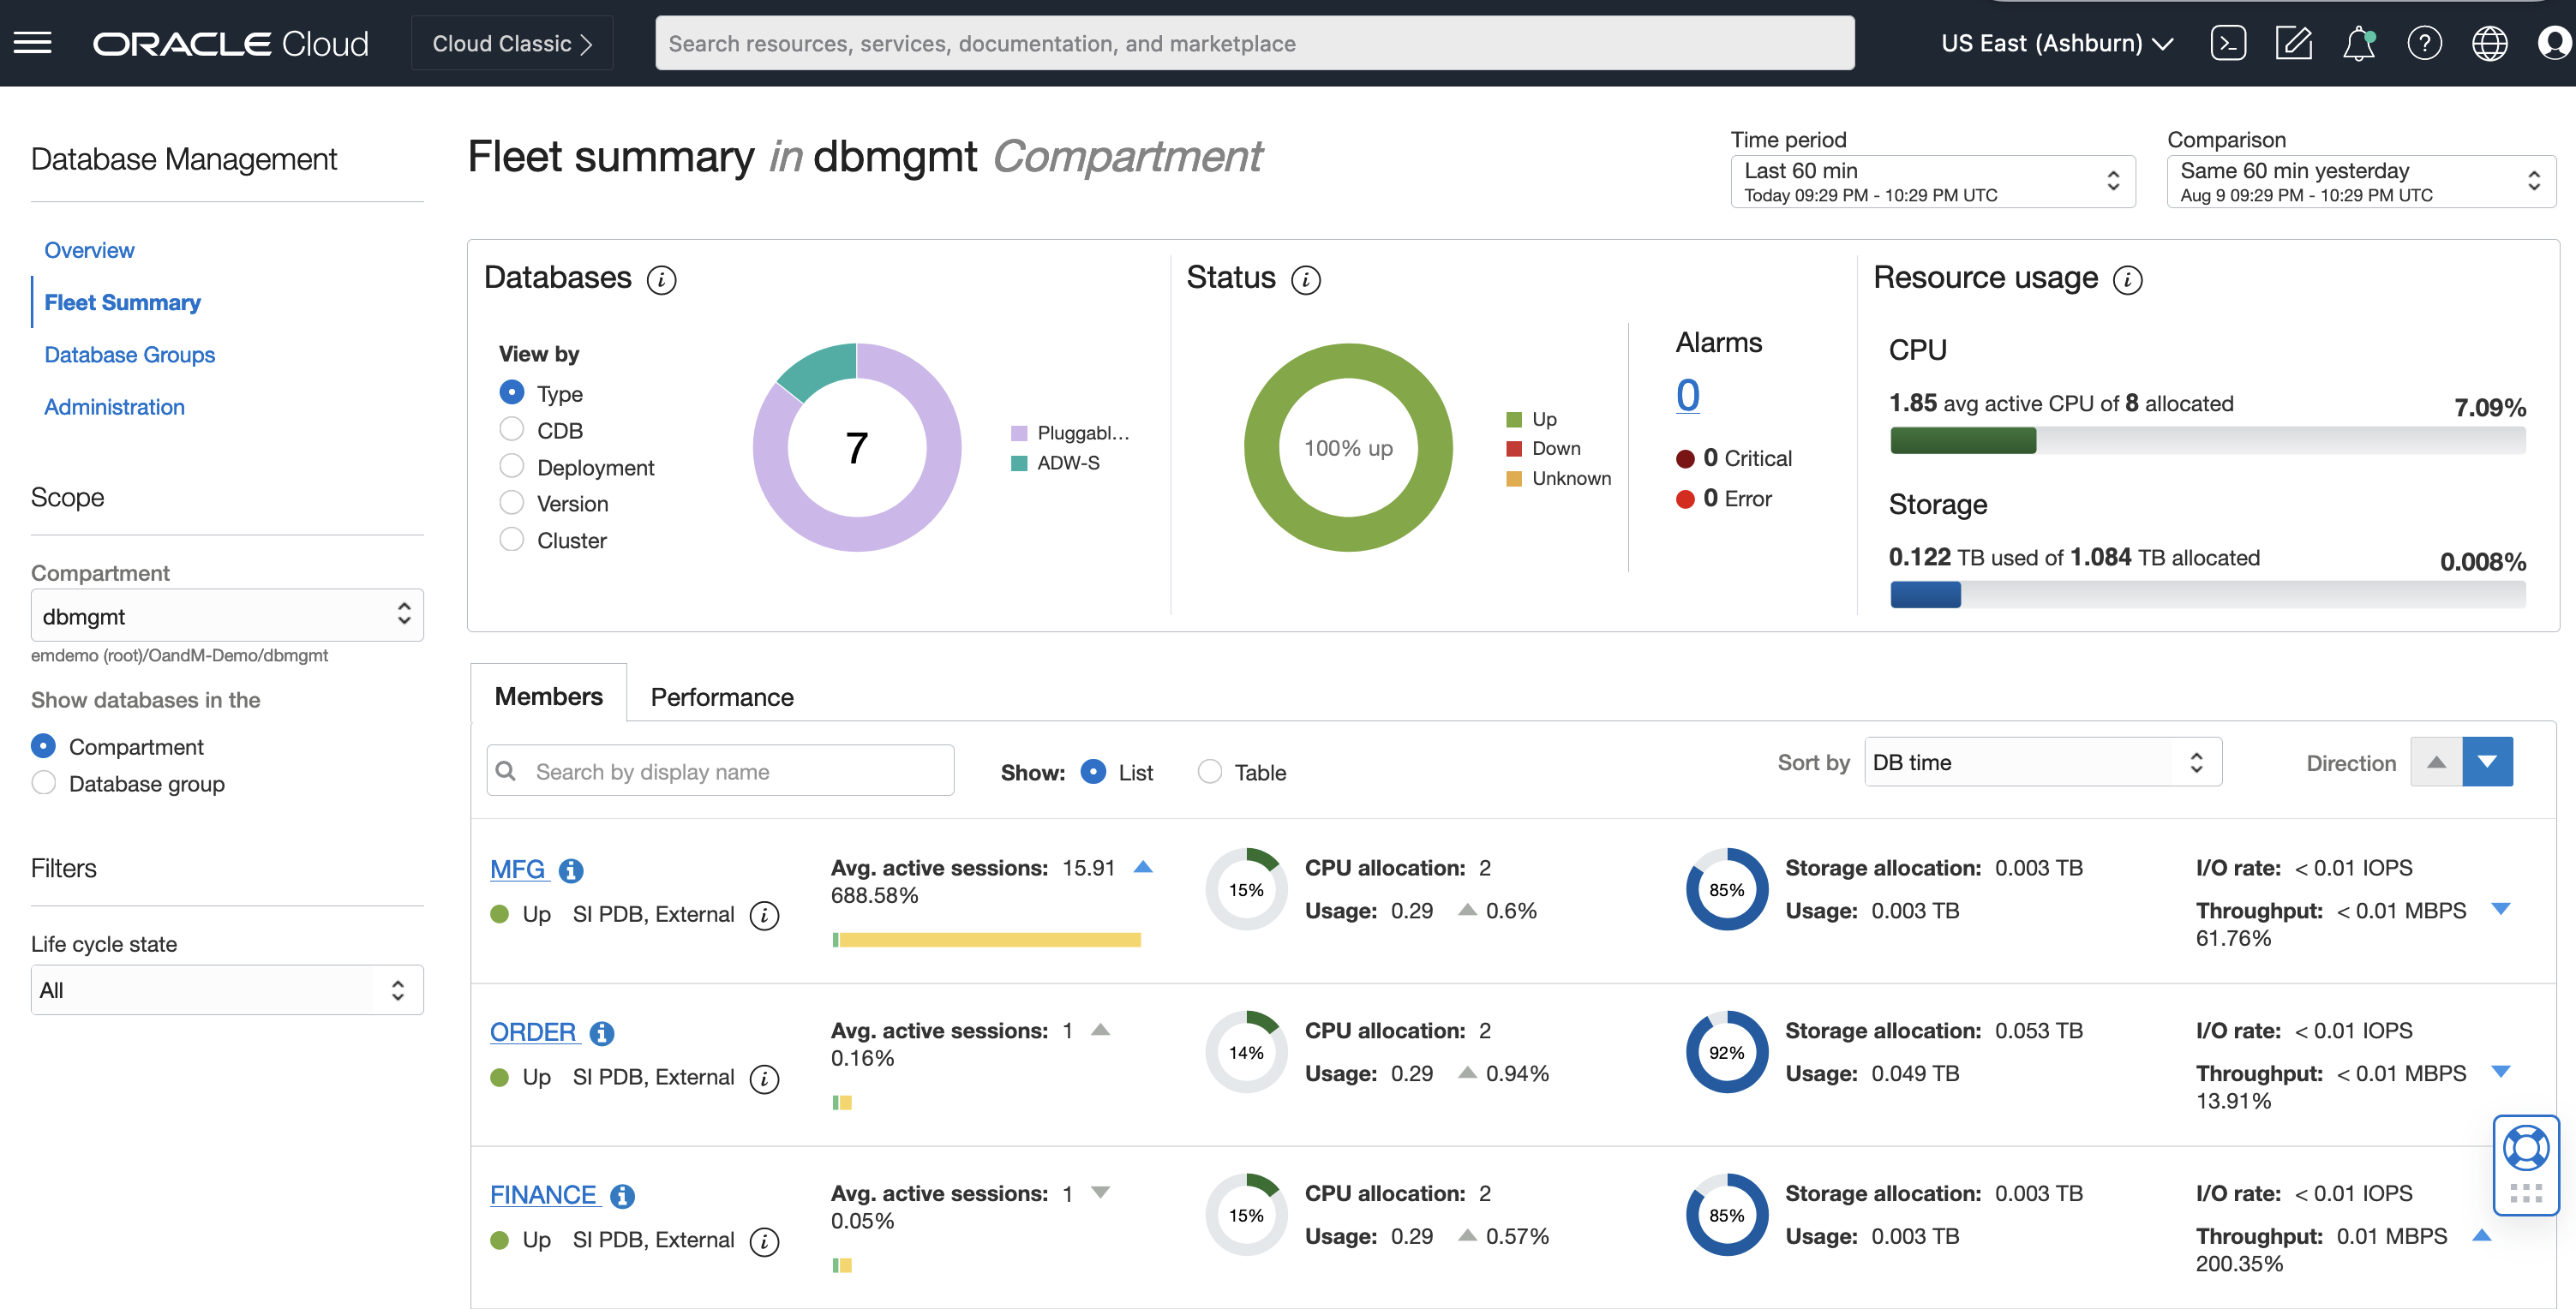 ORACLE Cloud
Cloud Classic
Search resources, services, documentation, and marketplace
US East (Ashburn)
Database Management
Overview
Fleet Summary
Database Groups
Administration
Scope
Compartment
dbmgmt
emdemo (root)/OandM-Demo/dbmgmt
Show databases in the
Compartment
Database group
Filters
Life cycle state
All
Fleet summary in dbmgmt Compartment
Time period
Last 60 min
Today 09:29 PM - 10:29 PM UTC
Comparison
Same 60 min yesterday
Aug 9 09:29 PM - 10:29 PM UTC
Databases
View by
Type
CDB
Deployment
Version
Cluster
7
Pluggabl...
ADW-S
Status
100% up
Up
Down
Unknown
Alarms
0
0 Critical
0 Error
Resource usage
CPU
1.85 avg active CPU of 8 allocated
7.09%
Storage
0.122 TB used of 1.084 TB allocated
0.008%
Members
Performance
Search by display name
Show:
List
Table
Sort by
DB time
Direction
MFG
Up SI PDB, External
Avg. active sessions: 15.91
688.58%
15%
CPU allocation: 2
Usage: 0.29 0.6%
85%
Storage allocation: 0.003 TB
Usage: 0.003 TB
I/O rate: < 0.01 IOPS
Throughput: < 0.01 MBPS
61.76%
ORDER
Up SI PDB, External
Avg. active sessions: 1
0.16%
14%
CPU allocation: 2
Usage: 0.29 0.94%
92%
Storage allocation: 0.053 TB
Usage: 0.049 TB
I/O rate: < 0.01 IOPS
Throughput: < 0.01 MBPS
13.91%
FINANCE
Up SI PDB, External
Avg. active sessions: 1
0.05%
15%
CPU allocation: 2
Usage: 0.29 0.57%
85%
Storage allocation: 0.003 TB
Usage: 0.003 TB
I/O rate: < 0.01 IOPS
Throughput: 0.01 MBPS
200.35%